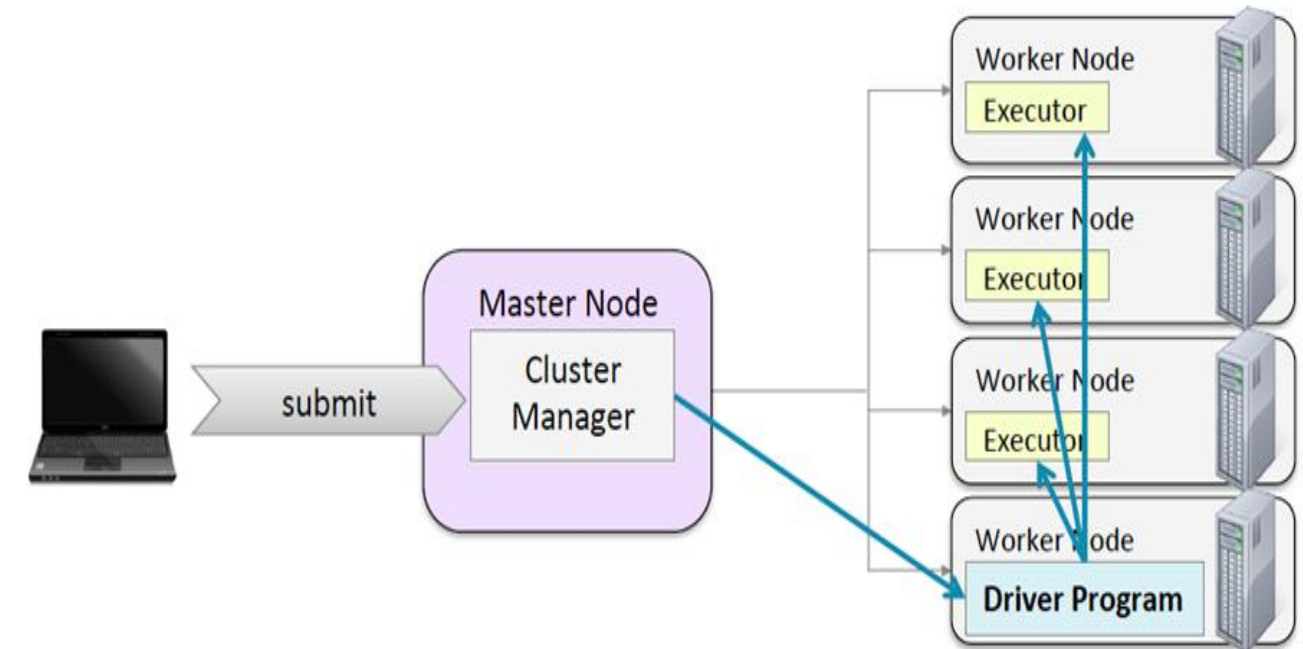 submit
Master Node
Cluster
Manager
Worker Node
Executor
Worker Node
Executor
Worker Node
Executor
Worker Node
Driver Program